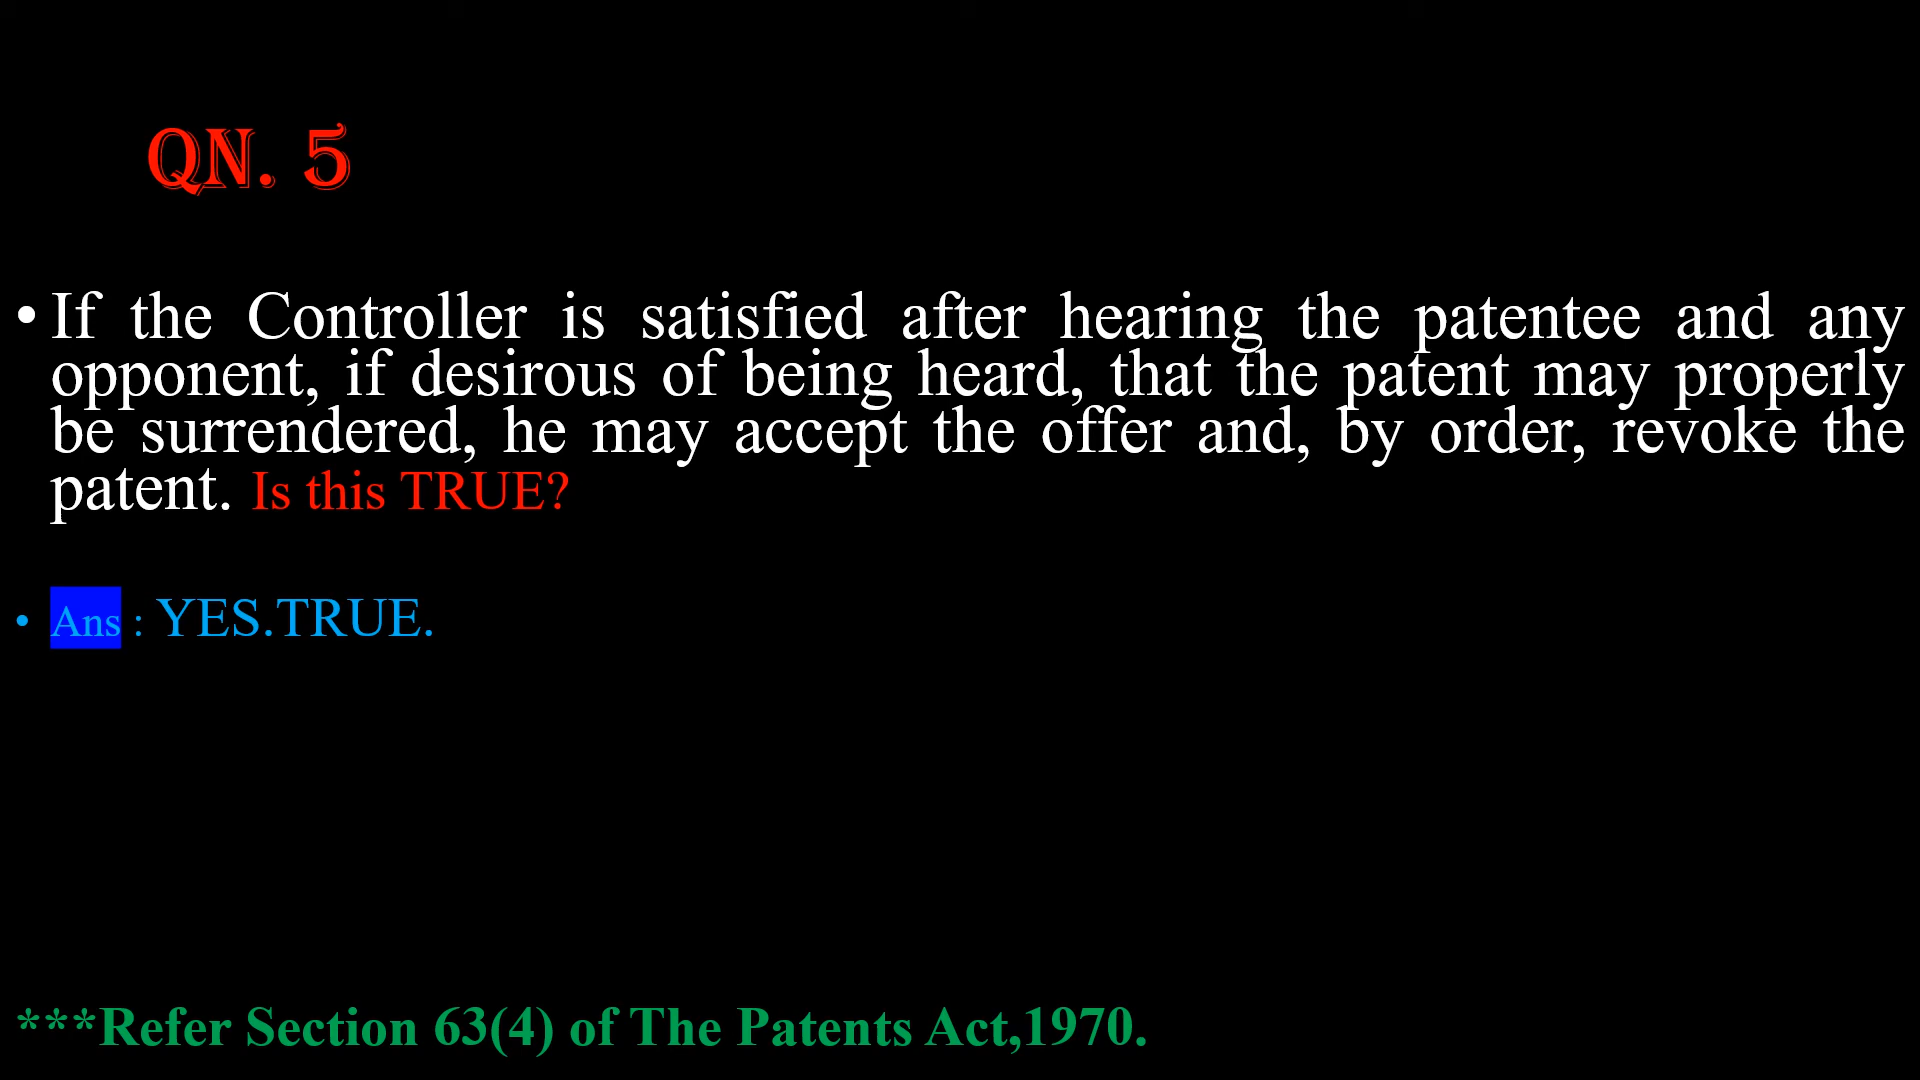 QN. 5
• If the Controller is satisfied after hearing the patentee and any
opponent, if desirous of being heard, that the patent may properly
be surrendered, he may accept the offer and, by order, revoke the
patent. Is this TRUE?
• Ans : YES.TRUE.
***Refer Section 63(4) of The Patents Act,1970.